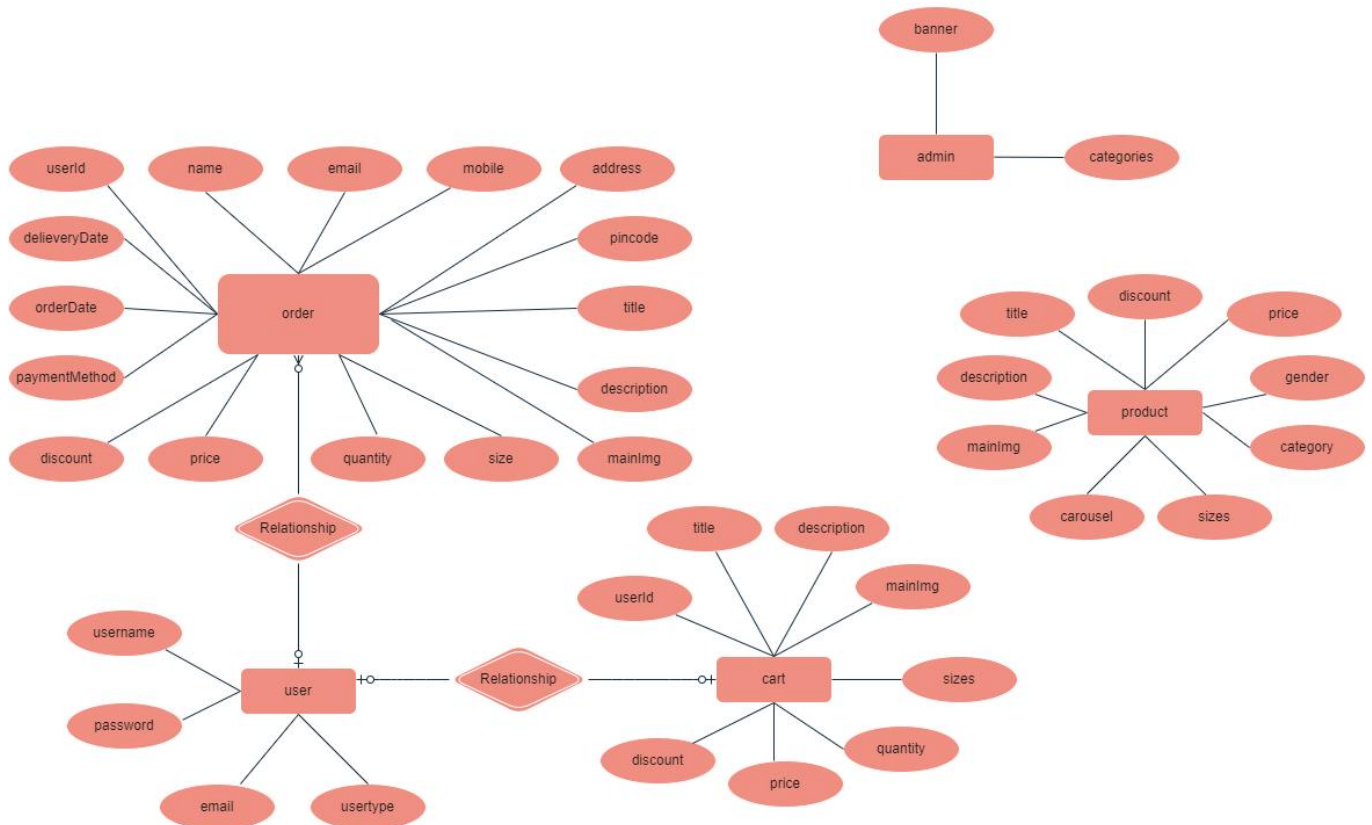 banner
admin
categories
userId
name
email
mobile
address
delieveryDate
pincode
orderDate
order
title
paymentMethod
description
discount
price
quantity
size
mainImg
Relationship
title
discount
price
description
gender
product
mainImg
category
carousel
sizes
title
description
userId
mainImg
username
user
Relationship
cart
sizes
password
discount
quantity
price
email
usertype